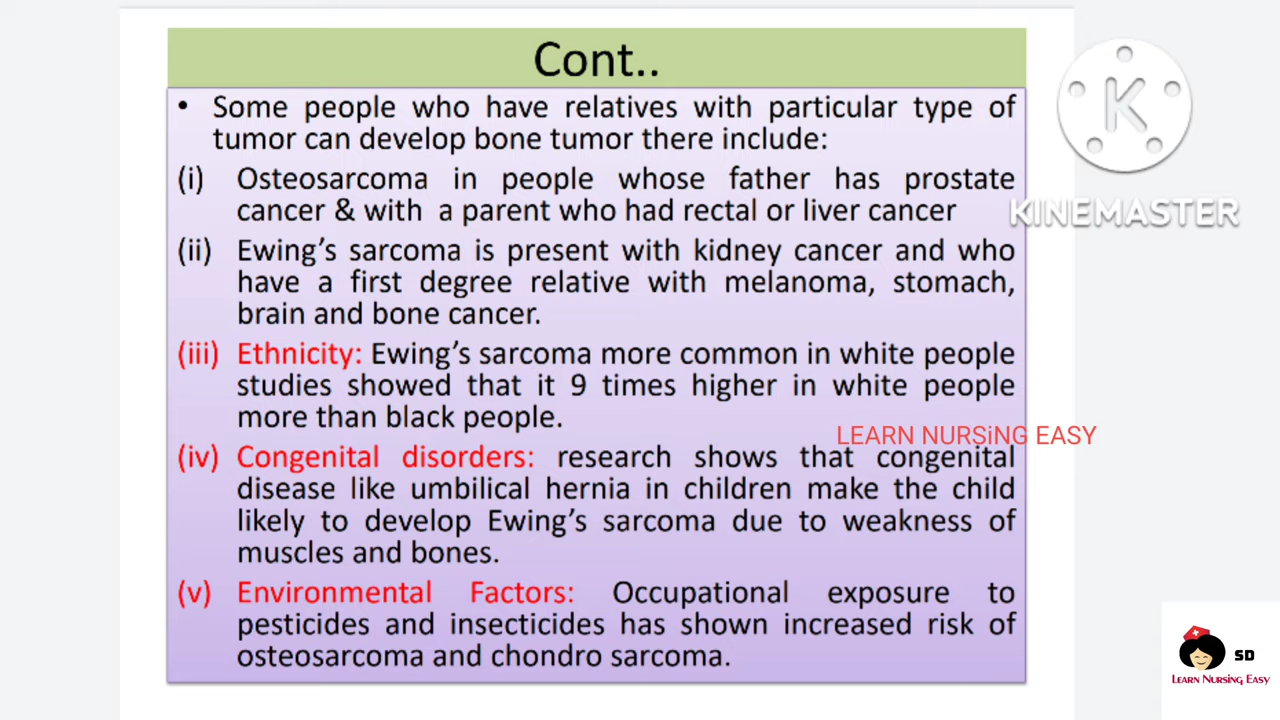 Cont..
• Some people who have relatives with particular type of
tumor can develop bone tumor there include:
(i) Osteosarcoma in people whose father has prostate
cancer & with a parent who had rectal or liver cancer
(ii) Ewing's sarcoma is present with kidney cancer and who
have a first degree relative with melanoma, stomach,
brain and bone cancer.
(iii) Ethnicity: Ewing's sarcoma more common in white people
studies showed that it 9 times higher in white people
more than black people.
(iv) Congenital disorders: research shows that congenital
disease like umbilical hernia in children make the child
likely to develop Ewing's sarcoma due to weakness of
muscles and bones.
(v) Environmental Factors: Occupational exposure to
pesticides and insecticides has shown increased risk of
osteosarcoma and chondro sarcoma.
K
KINEMASTER
LEARN NURSiNG EASY
SD
LEARN NURSING EASY